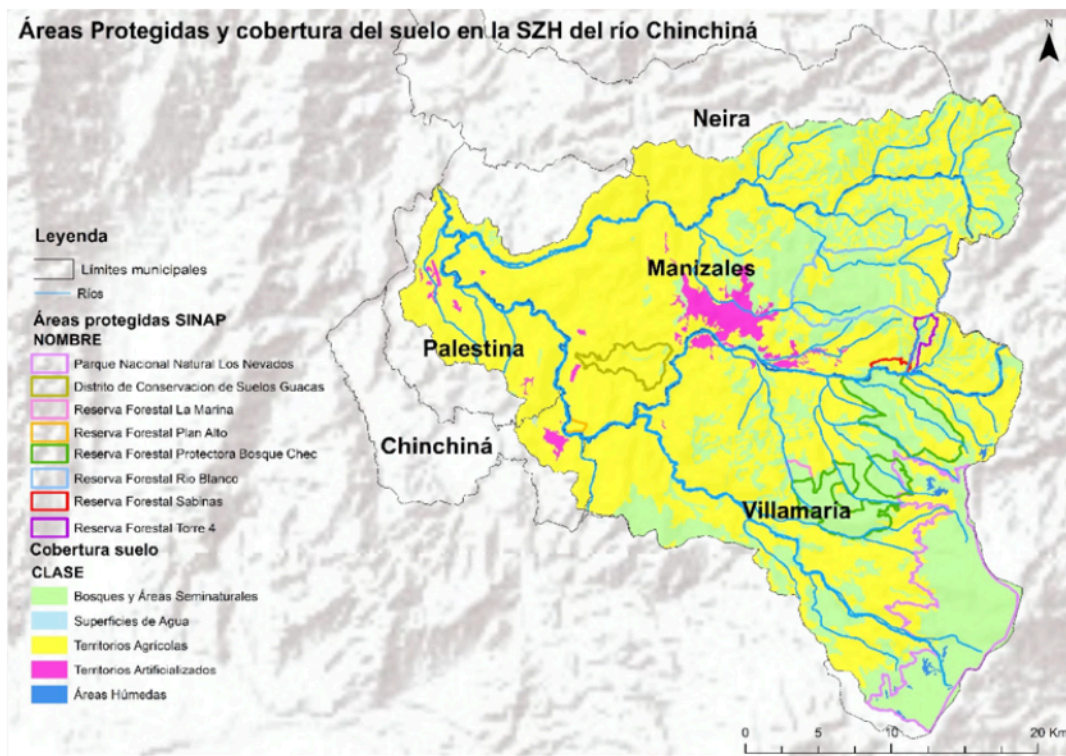 Áreas Protegidas y cobertura del suelo en la SZH del río Chinchiná
N
Neira
Manizales
Palestina
Chinchiná
Villamaría
Leyenda
Límites municipales
Ríos
Áreas protegidas SINAP
NOMBRE
Parque Nacional Natural Los Nevados
Distrito de Conservacion de Suelos Guacas
Reserva Forestal La Marina
Reserva Forestal Plan Alto
Reserva Forestal Protectora Bosque Chec
Reserva Forestal Rio Blanco
Reserva Forestal Sabinas
Reserva Forestal Torre 4
Cobertura suelo
CLASE
Bosques y Áreas Seminaturales
Superficies de Agua
Territorios Agrícolas
Territorios Artificializados
Áreas Húmedas
0 5 10 20 Km